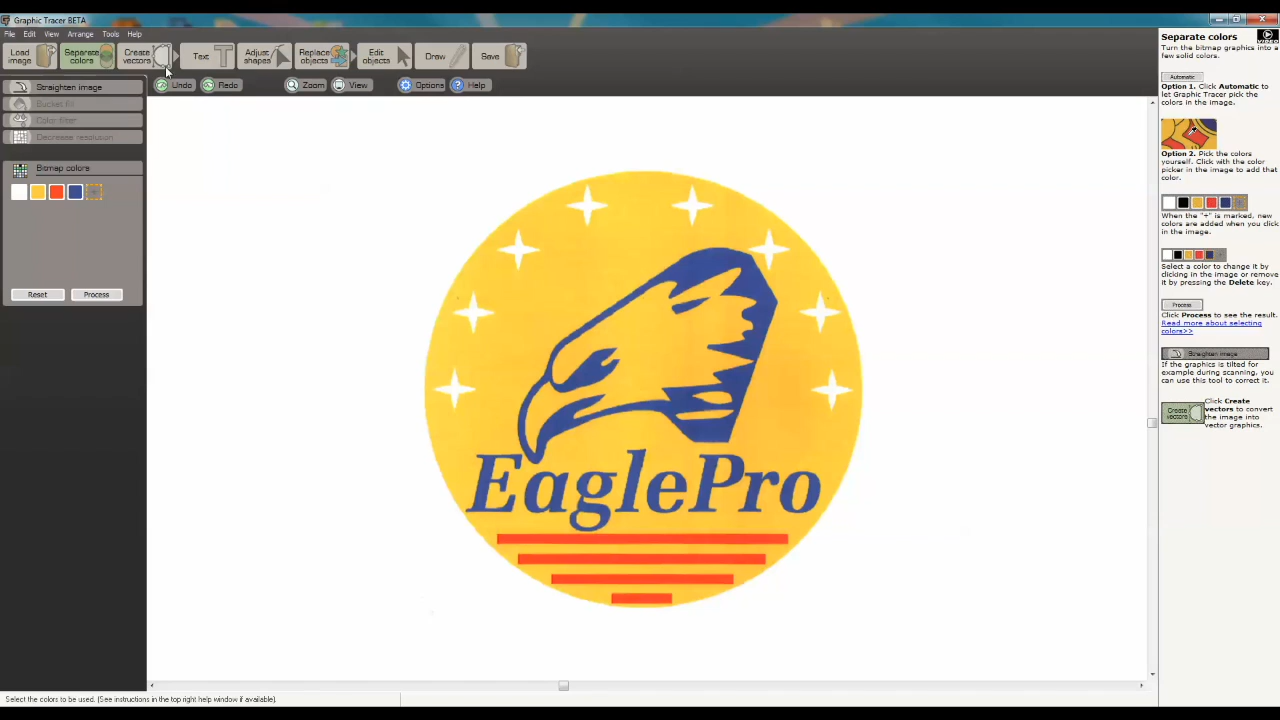 Graphic Tracer BETA
File Edit View Arrange Tools Help
Load image
Separate colors
Create vectors
Text
Adjust shapes
Replace objects
Edit objects
Draw
Save
Undo
Redo
Zoom
View
Options
Help
Straighten image
Bucket fill
Color filter
Decrease resolution
Bitmap colors
Reset
Process
EaglePro
Separate colors
VIDEO
Turn the bitmap graphics into a
few solid colors.
Automatic
Option 1. Click Automatic to
let Graphic Tracer pick the
colors in the image.
Option 2. Pick the colors
yourself. Click with the color
picker in the image to add that
color.
When the "+" is marked, new
colors are added when you click
in the image.
Select a color to change it by
clicking in the image or remove
it by pressing the Delete key.
Process
Click Process to see the result.
Read more about selecting
colors>>
Straighten image
If the graphics is tilted for
example during scanning, you
can use this tool to correct it.
Create vectors
Click Create
vectors to convert
the image into
vector graphics.
Select the colors to be used. (See instructions in the top right help window if available).